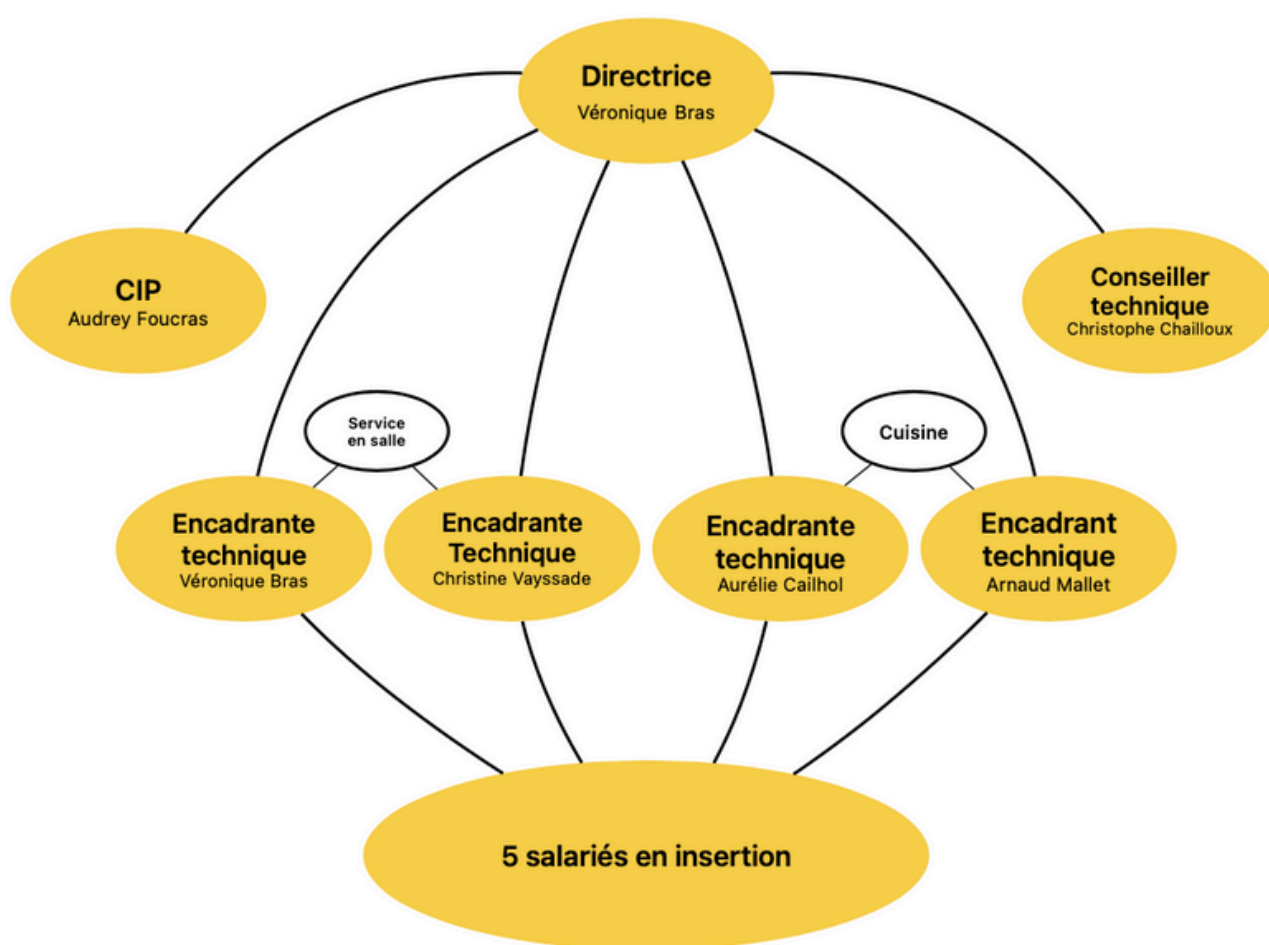 Directrice
Véronique Bras
CIP
Audrey Foucras
Conseiller
technique
Christophe Chailloux
Service
en salle
Cuisine
Encadrante
technique
Véronique Bras
Encadrante
Technique
Christine Vayssade
Encadrante
technique
Aurélie Cailhol
Encadrant
technique
Arnaud Mallet
5 salariés en insertion